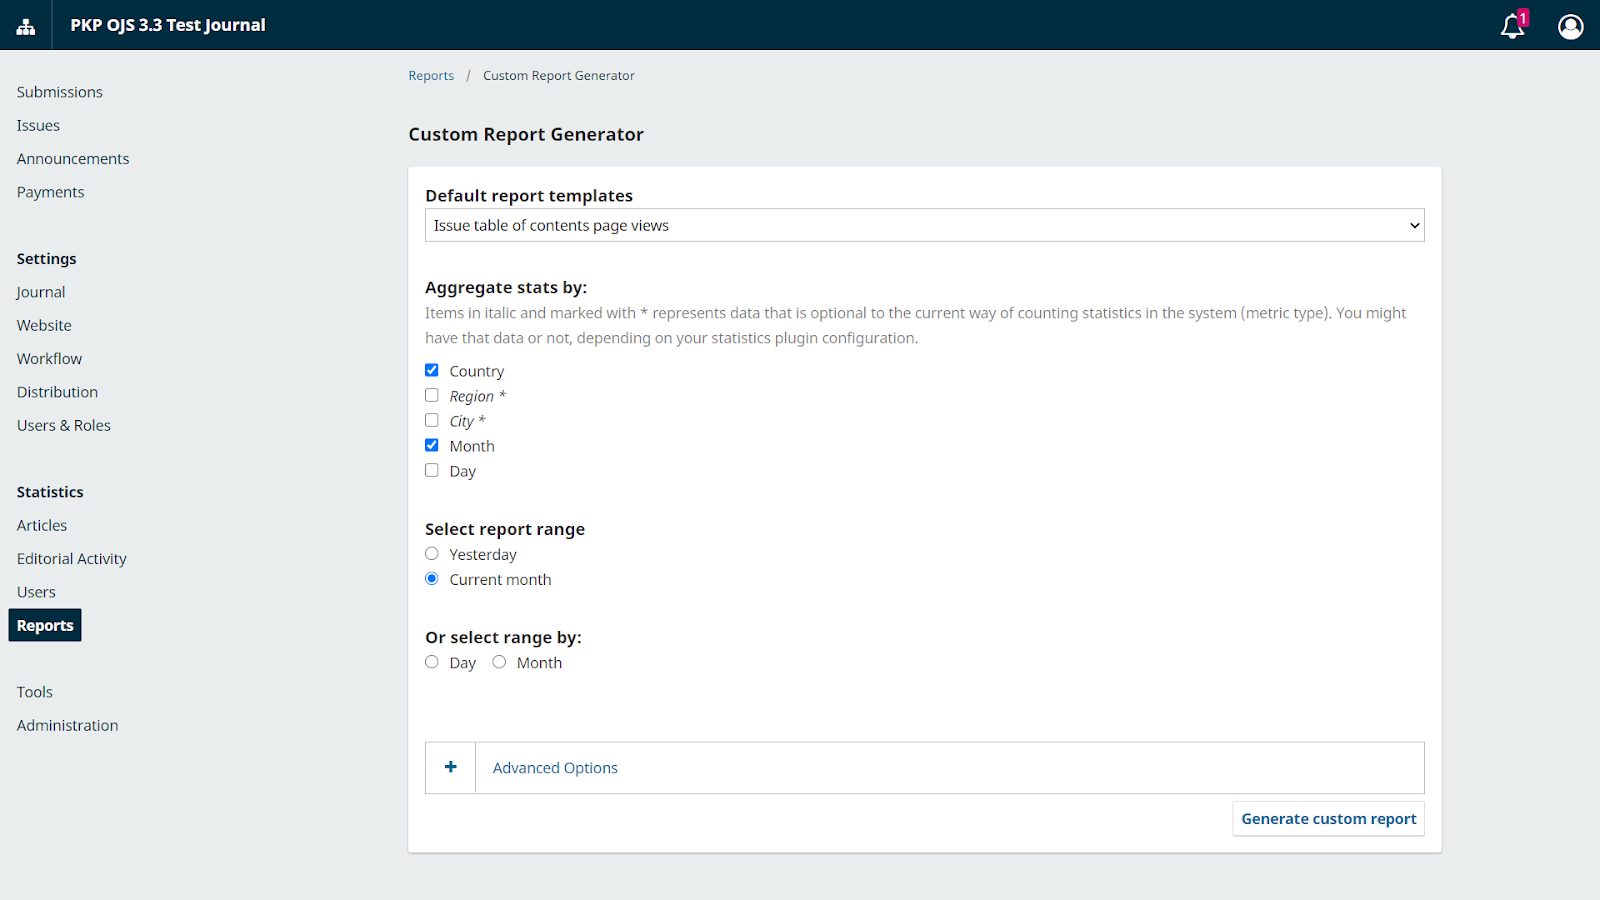 PKP OJS 3.3 Test Journal
1
Submissions
Issues
Announcements
Payments
Settings
Journal
Website
Workflow
Distribution
Users & Roles
Statistics
Articles
Editorial Activity
Users
Reports
Tools
Administration
Reports / Custom Report Generator
Custom Report Generator
Default report templates
Issue table of contents page views
Aggregate stats by:
Items in italic and marked with * represents data that is optional to the current way of counting statistics in the system (metric type). You might
have that data or not, depending on your statistics plugin configuration.
Country
Region *
City *
Month
Day
Select report range
Yesterday
Current month
Or select range by:
Day Month
+ Advanced Options
Generate custom report